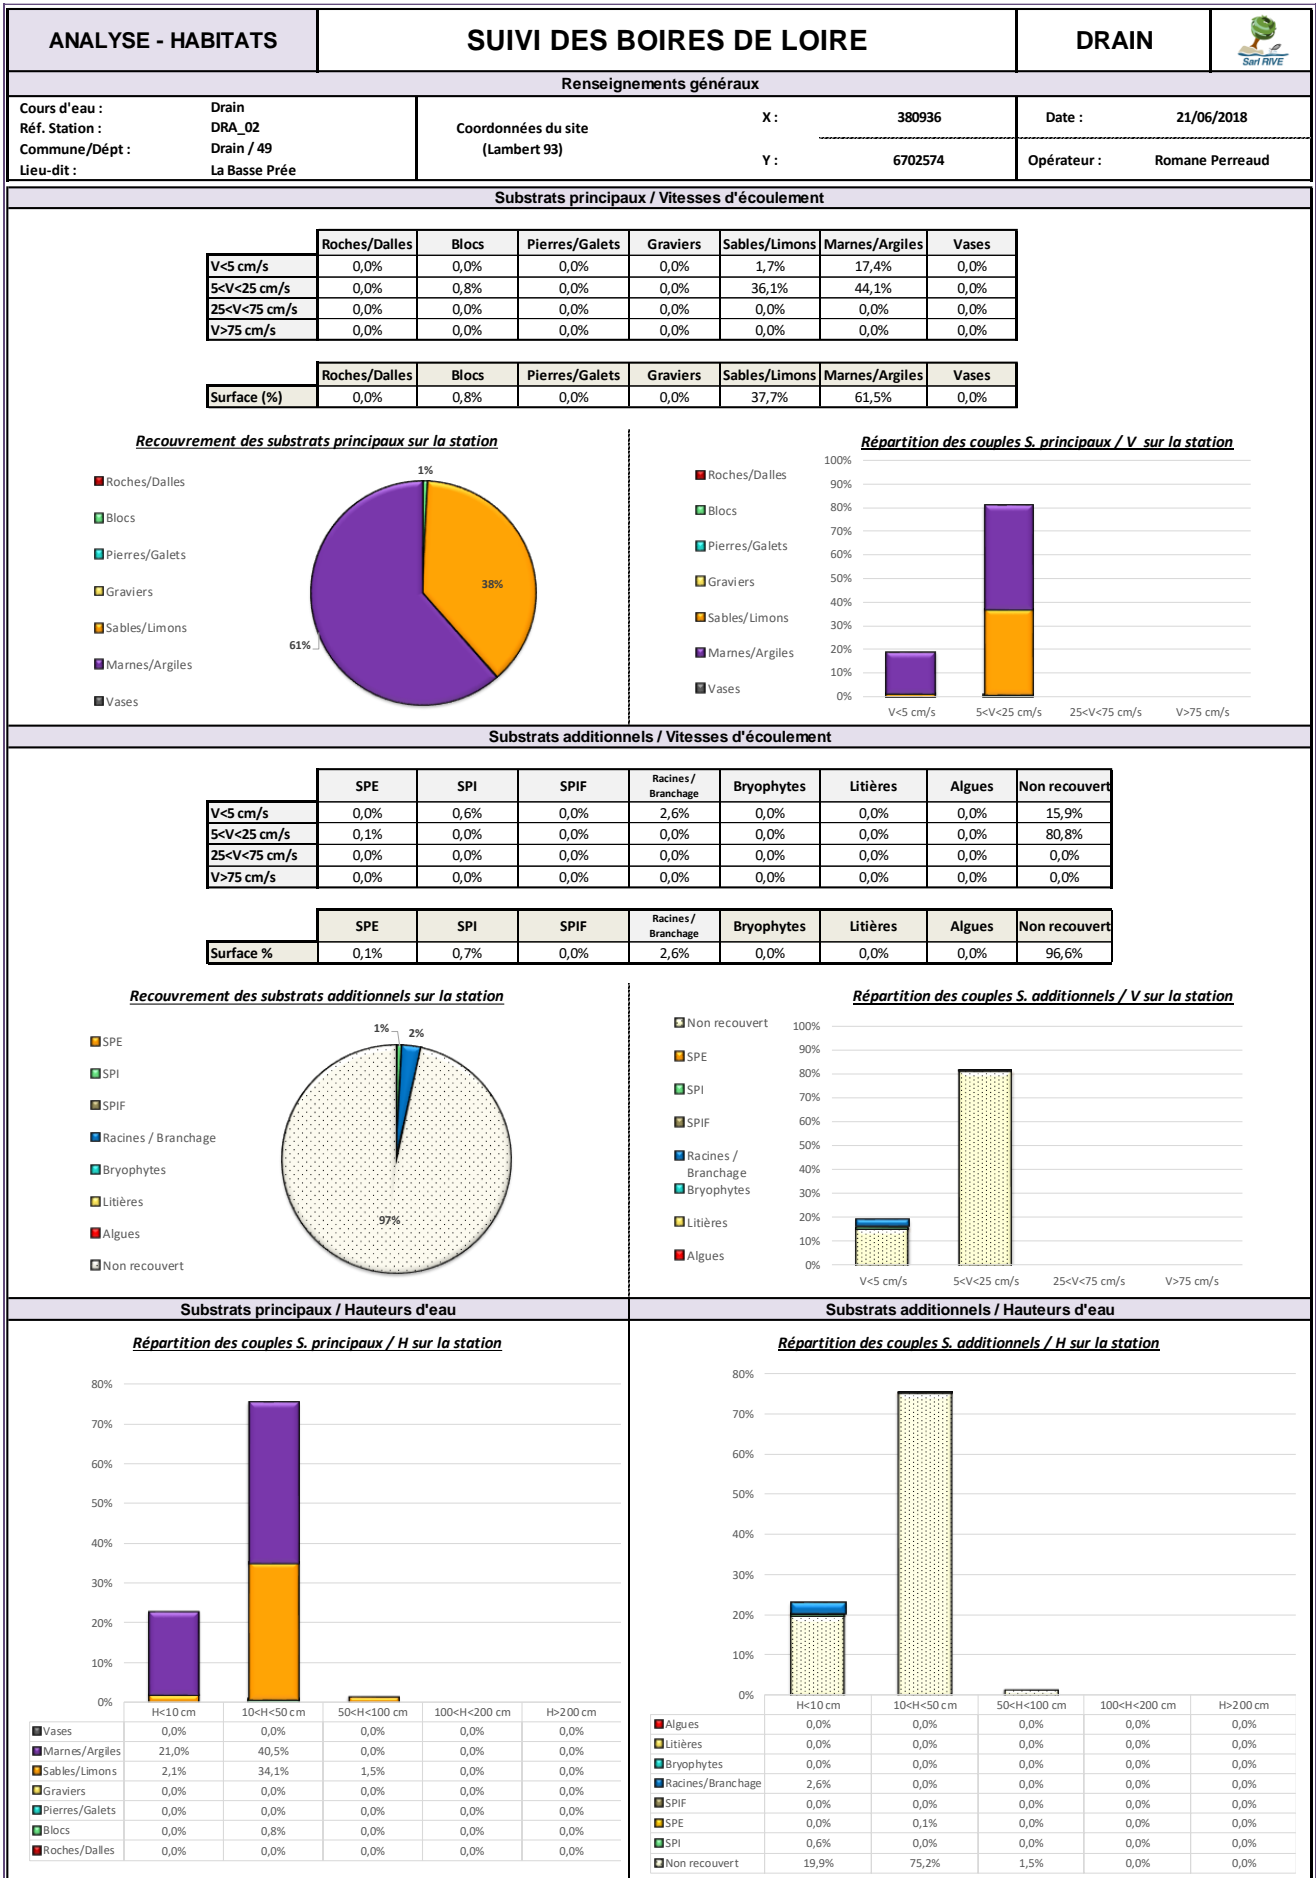 ANALYSE - HABITATS SUIVI DES BOIRES DE LOIRE DRAIN Sarl RIVE
Renseignements généraux
Cours d'eau : Drain
Réf. Station : DRA_02
Commune/Dépt : Drain / 49
Lieu-dit : La Basse Prée
Coordonnées du site
(Lambert 93)
X : 380936
Y : 6702574
Date : 21/06/2018
Opérateur : Romane Perreaud
Substrats principaux / Vitesses d'écoulement
Roches/Dalles Blocs Pierres/Galets Graviers Sables/Limons Marnes/Argiles Vases
V<5 cm/s 0,0% 0,0% 0,0% 0,0% 1,7% 17,4% 0,0%
5<V<25 cm/s 0,0% 0,8% 0,0% 0,0% 36,1% 44,1% 0,0%
25<V<75 cm/s 0,0% 0,0% 0,0% 0,0% 0,0% 0,0% 0,0%
V>75 cm/s 0,0% 0,0% 0,0% 0,0% 0,0% 0,0% 0,0%
Roches/Dalles Blocs Pierres/Galets Graviers Sables/Limons Marnes/Argiles Vases
Surface (%) 0,0% 0,8% 0,0% 0,0% 37,7% 61,5% 0,0%
Recouvrement des substrats principaux sur la station
Roches/Dalles
Blocs
Pierres/Galets
Graviers
Sables/Limons
Marnes/Argiles
Vases
1%
38%
61%
Répartition des couples S. principaux / V sur la station
Roches/Dalles
Blocs
Pierres/Galets
Graviers
Sables/Limons
Marnes/Argiles
Vases
100%
90%
80%
70%
60%
50%
40%
30%
20%
10%
0%
V<5 cm/s 5<V<25 cm/s 25<V<75 cm/s V>75 cm/s
Substrats additionnels / Vitesses d'écoulement
SPE SPI SPIF Racines / Branchage Bryophytes Litières Algues Non recouvert
V<5 cm/s 0,0% 0,6% 0,0% 2,6% 0,0% 0,0% 0,0% 15,9%
5<V<25 cm/s 0,1% 0,0% 0,0% 0,0% 0,0% 0,0% 0,0% 80,8%
25<V<75 cm/s 0,0% 0,0% 0,0% 0,0% 0,0% 0,0% 0,0% 0,0%
V>75 cm/s 0,0% 0,0% 0,0% 0,0% 0,0% 0,0% 0,0% 0,0%
SPE SPI SPIF Racines / Branchage Bryophytes Litières Algues Non recouvert
Surface % 0,1% 0,7% 0,0% 2,6% 0,0% 0,0% 0,0% 96,6%
Recouvrement des substrats additionnels sur la station
SPE
SPI
SPIF
Racines / Branchage
Bryophytes
Litières
Algues
Non recouvert
1% 2%
97%
Répartition des couples S. additionnels / V sur la station
Non recouvert
SPE
SPI
SPIF
Racines /
Branchage
Bryophytes
Litières
Algues
100%
90%
80%
70%
60%
50%
40%
30%
20%
10%
0%
V<5 cm/s 5<V<25 cm/s 25<V<75 cm/s V>75 cm/s
Substrats principaux / Hauteurs d'eau
Répartition des couples S. principaux / H sur la station
80%
70%
60%
50%
40%
30%
20%
10%
0%
H<10 cm 10<H<50 cm 50<H<100 cm 100<H<200 cm H>200 cm
Vases 0,0% 0,0% 0,0% 0,0% 0,0%
Marnes/Argiles 21,0% 40,5% 0,0% 0,0% 0,0%
Sables/Limons 2,1% 34,1% 1,5% 0,0% 0,0%
Graviers 0,0% 0,0% 0,0% 0,0% 0,0%
Pierres/Galets 0,0% 0,0% 0,0% 0,0% 0,0%
Blocs 0,0% 0,8% 0,0% 0,0% 0,0%
Roches/Dalles 0,0% 0,0% 0,0% 0,0% 0,0%
Substrats additionnels / Hauteurs d'eau
Répartition des couples S. additionnels / H sur la station
80%
70%
60%
50%
40%
30%
20%
10%
0%
H<10 cm 10<H<50 cm 50<H<100 cm 100<H<200 cm H>200 cm
Algues 0,0% 0,0% 0,0% 0,0% 0,0%
Litières 0,0% 0,0% 0,0% 0,0% 0,0%
Bryophytes 0,0% 0,0% 0,0% 0,0% 0,0%
Racines/Branchage 2,6% 0,0% 0,0% 0,0% 0,0%
SPIF 0,0% 0,0% 0,0% 0,0% 0,0%
SPE 0,0% 0,1% 0,0% 0,0% 0,0%
SPI 0,6% 0,0% 0,0% 0,0% 0,0%
Non recouvert 19,9% 75,2% 1,5% 0,0% 0,0%